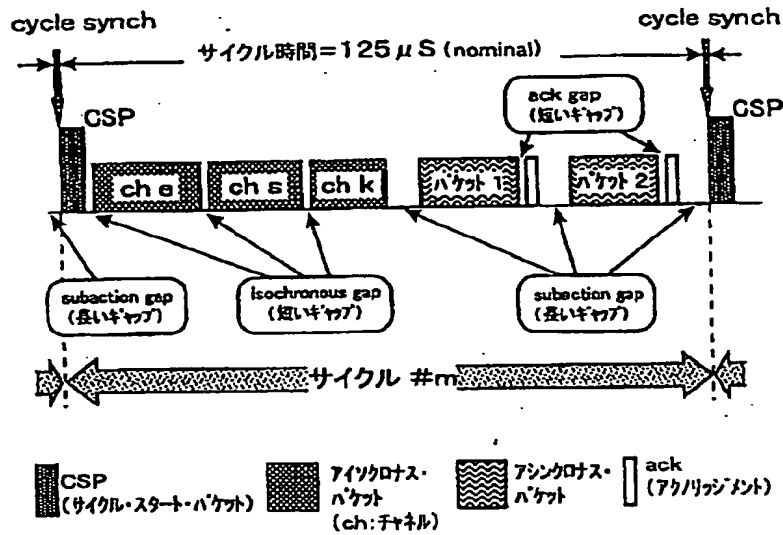 cycle synch
cycle synch
サイクル時間=125μS (nominal)
CSP
ack gap
(短いギャップ)
CSP
ch e
ch s
ch k
パケット 1
パケット 2
subaction gap
(長いギャップ)
isochronous gap
(短いギャップ)
subaction gap
(長いギャップ)
サイクル #m
CSP
(サイクル・スタート・パケット)
アイソクロナス・
パケット
(ch:チャネル)
アシンクロナス・
パケット
ack
(アクノリッジメント)